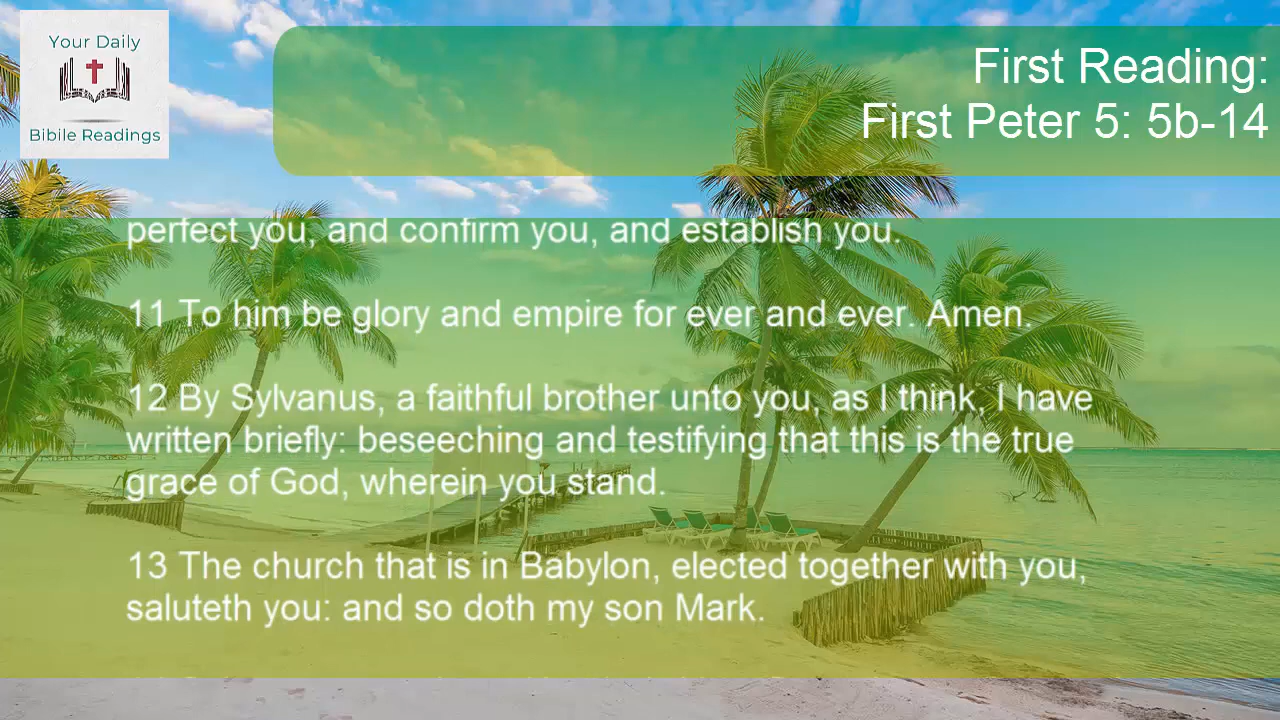 Your Daily
Bibile Readings
First Reading:
First Peter 5: 5b-14
perfect you, and confirm you, and establish you.
11 To him be glory and empire for ever and ever. Amen.
12 By Sylvanus, a faithful brother unto you, as I think, I have
written briefly: beseeching and testifying that this is the true
grace of God, wherein you stand.
13 The church that is in Babylon, elected together with you,
saluteth you: and so doth my son Mark.